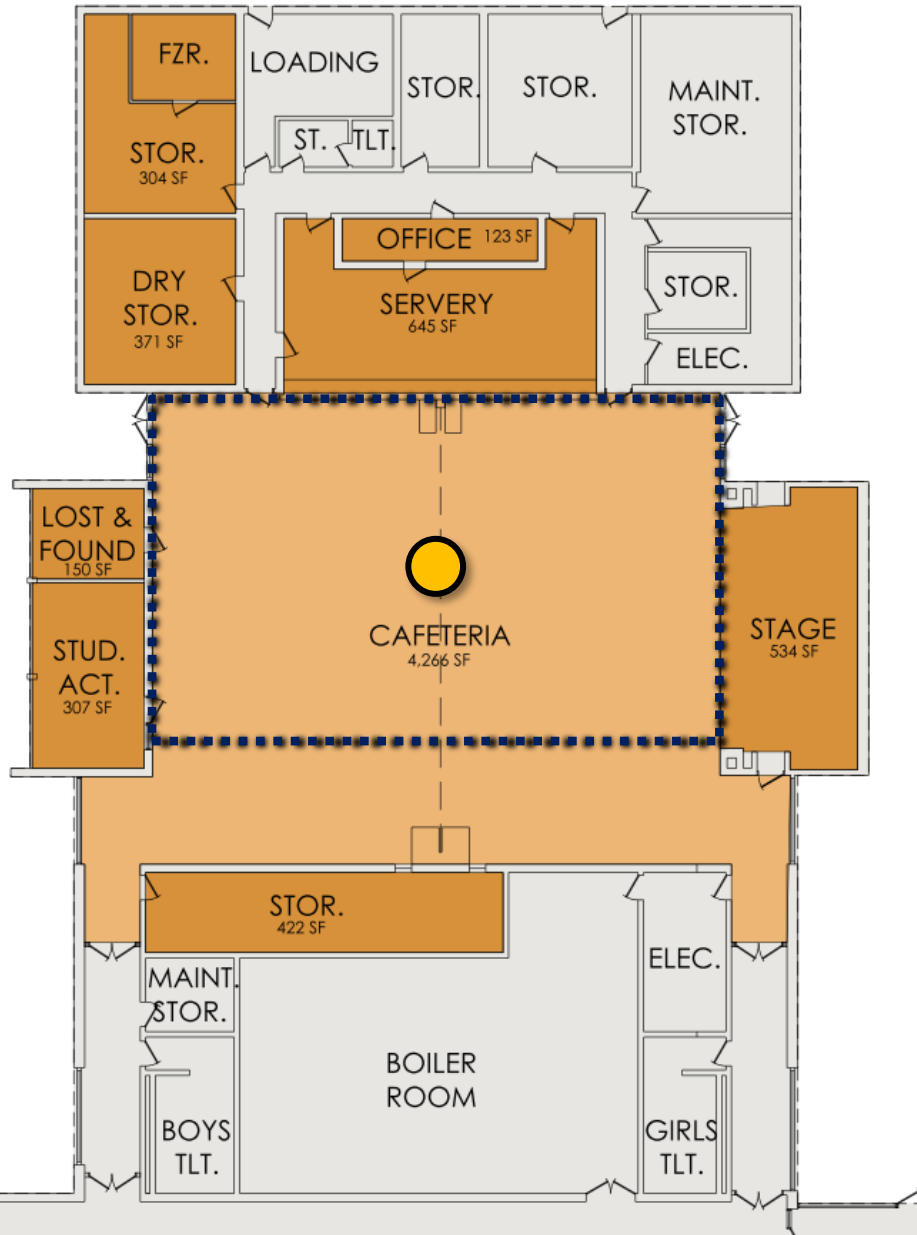 FZR.
LOADING
STOR.
STOR.
MAINT.
STOR.
ST.
TLT.
STOR.
304 SF
OFFICE 123 SF
DRY
STOR.
371 SF
SERVERY
645 SF
STOR.
ELEC.
LOST &
FOUND
150 SF
CAFETERIA
4,266 SF
STAGE
534 SF
STUD.
ACT.
307 SF
STOR.
422 SF
ELEC.
MAINT.
STOR.
BOILER
ROOM
BOYS
TLT.
GIRLS
TLT.